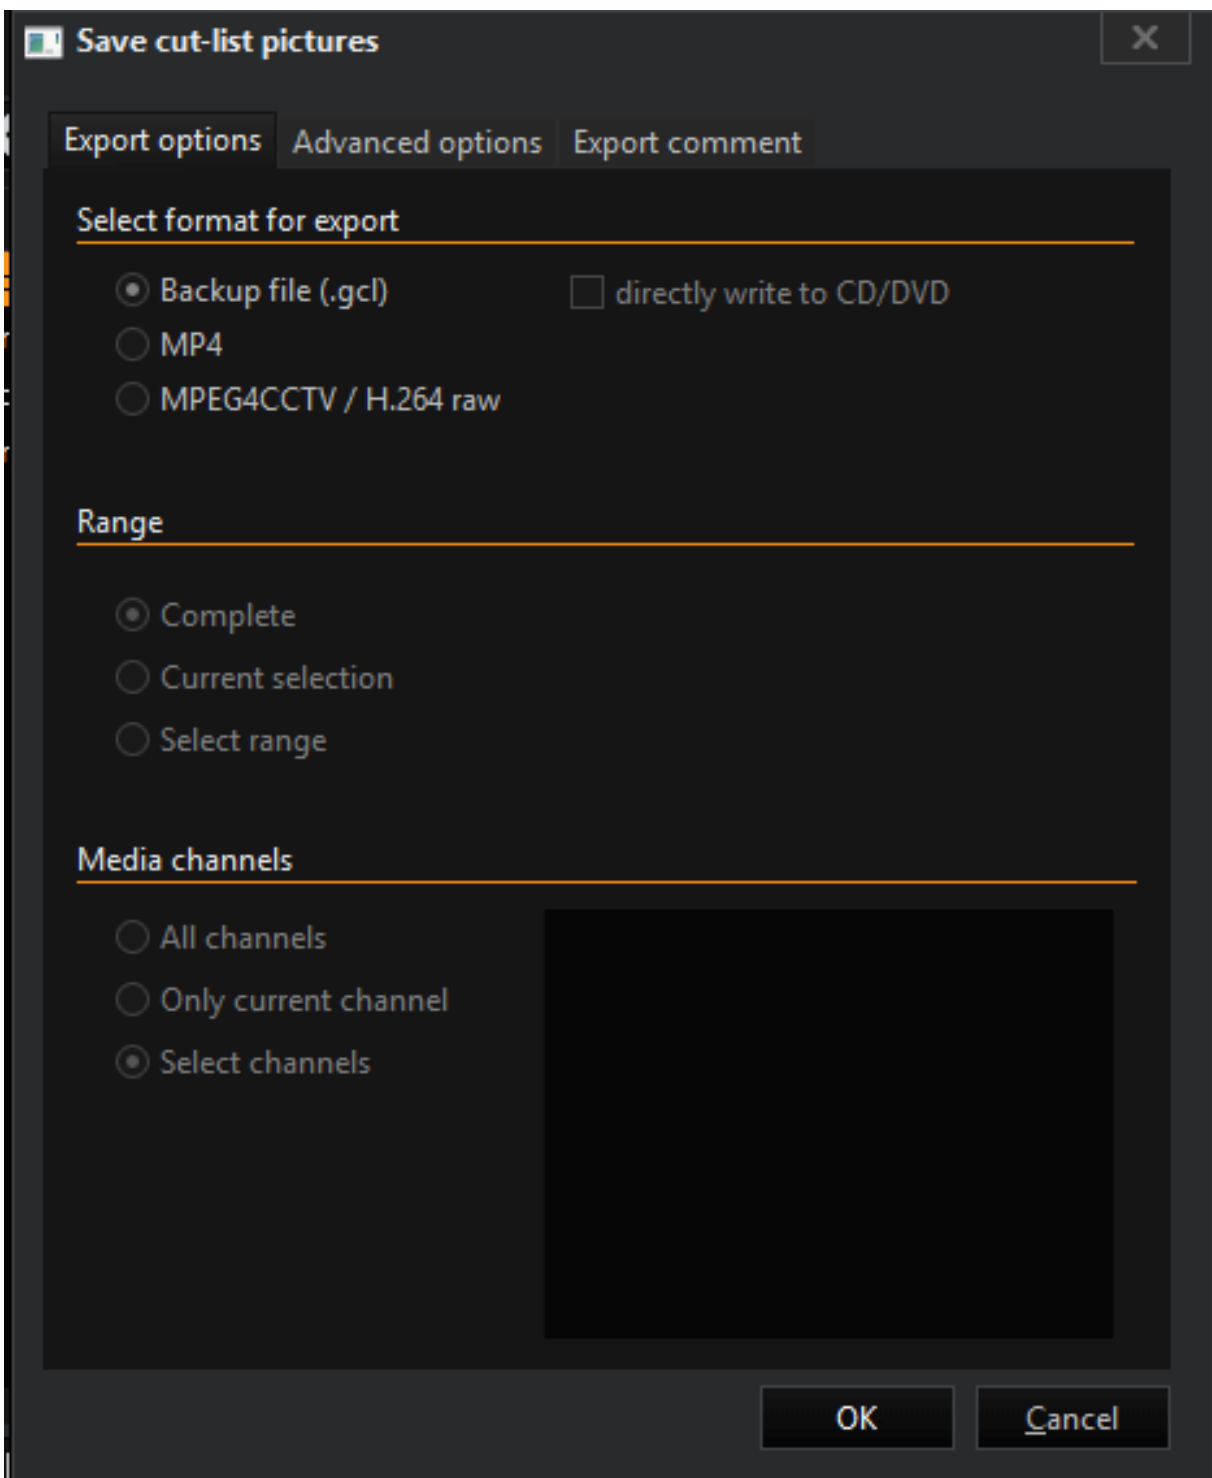 Save cut-list pictures
Export options Advanced options Export comment
Select format for export
Backup file (.gcl) directly write to CD/DVD
MP4
MPEG4CCTV / H.264 raw
Range
Complete
Current selection
Select range
Media channels
All channels
Only current channel
Select channels
OK Cancel